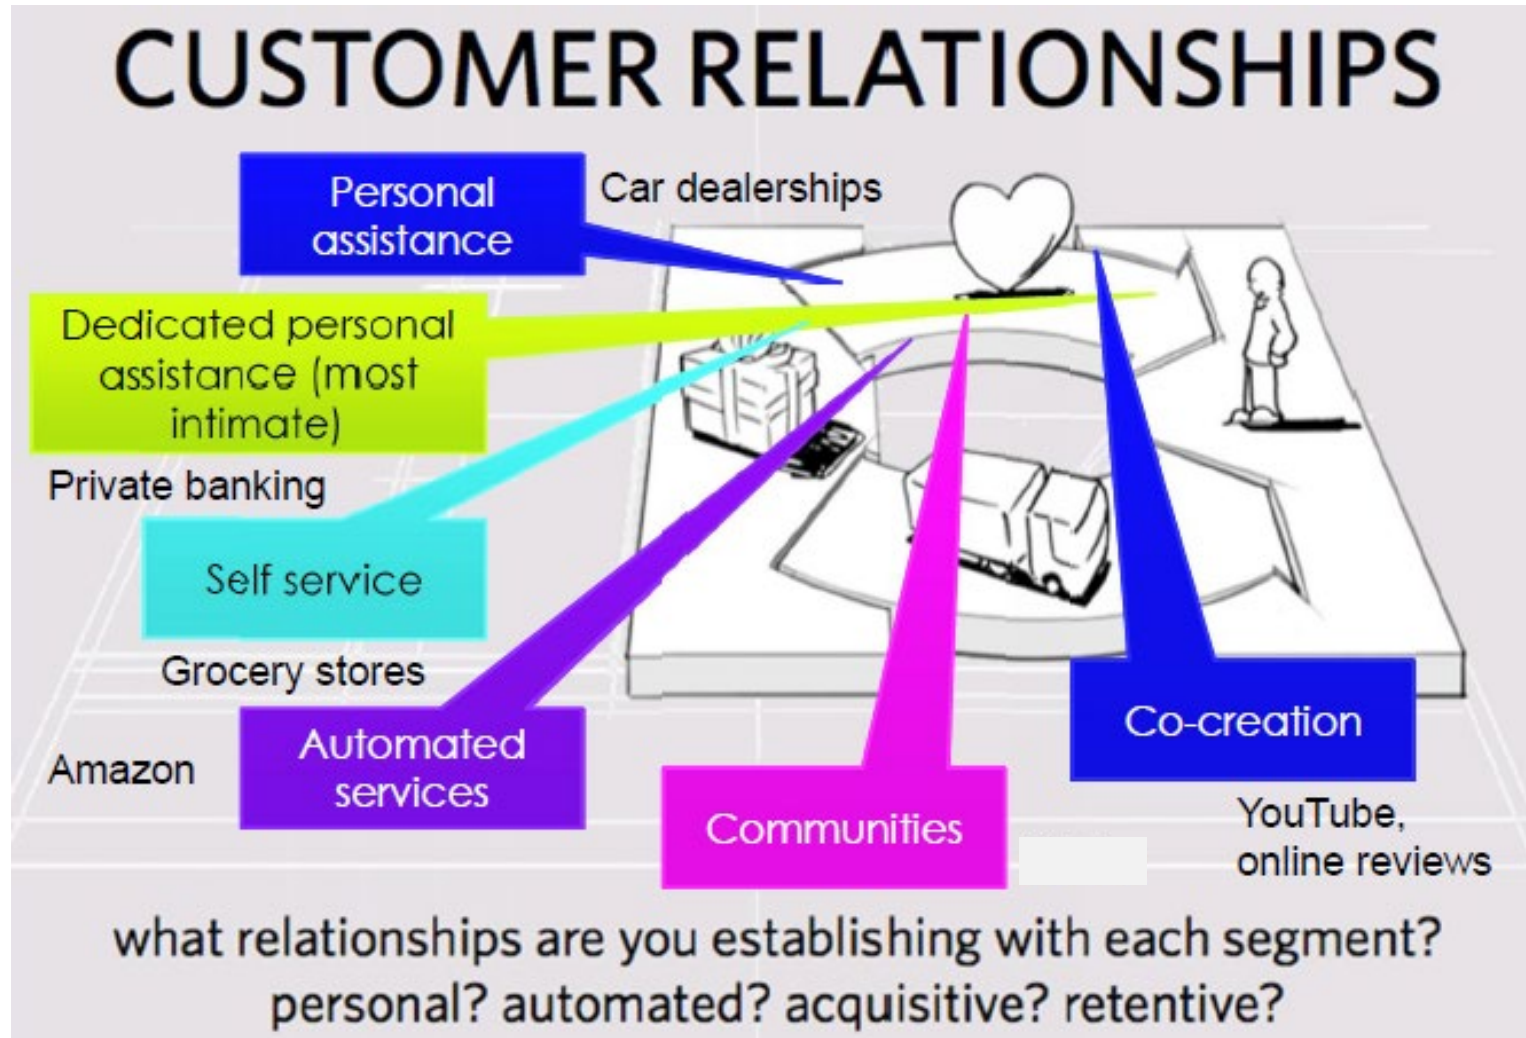 CUSTOMER RELATIONSHIPS
Personal
assistance
Car dealerships
Dedicated personal
assistance (most
intimate)
Private banking
Self service
Grocery stores
Automated
services
Amazon
Communities
Co-creation
YouTube,
online reviews
what relationships are you establishing with each segment?
personal? automated? acquisitive? retentive?